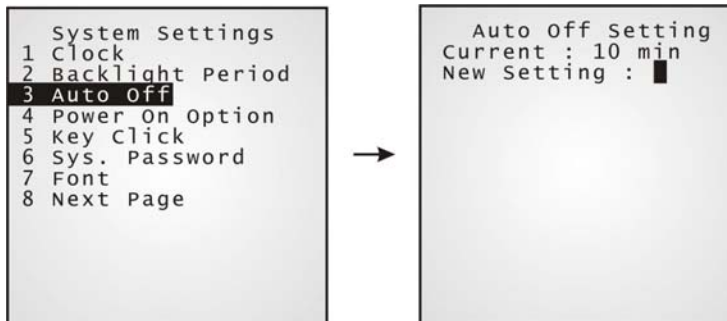 System Settings
1 Clock
2 Backlight Period
3 Auto Off
4 Power On Option
5 Key Click
6 Sys. Password
7 Font
8 Next Page
Auto Off Setting
Current : 10 min
New Setting :